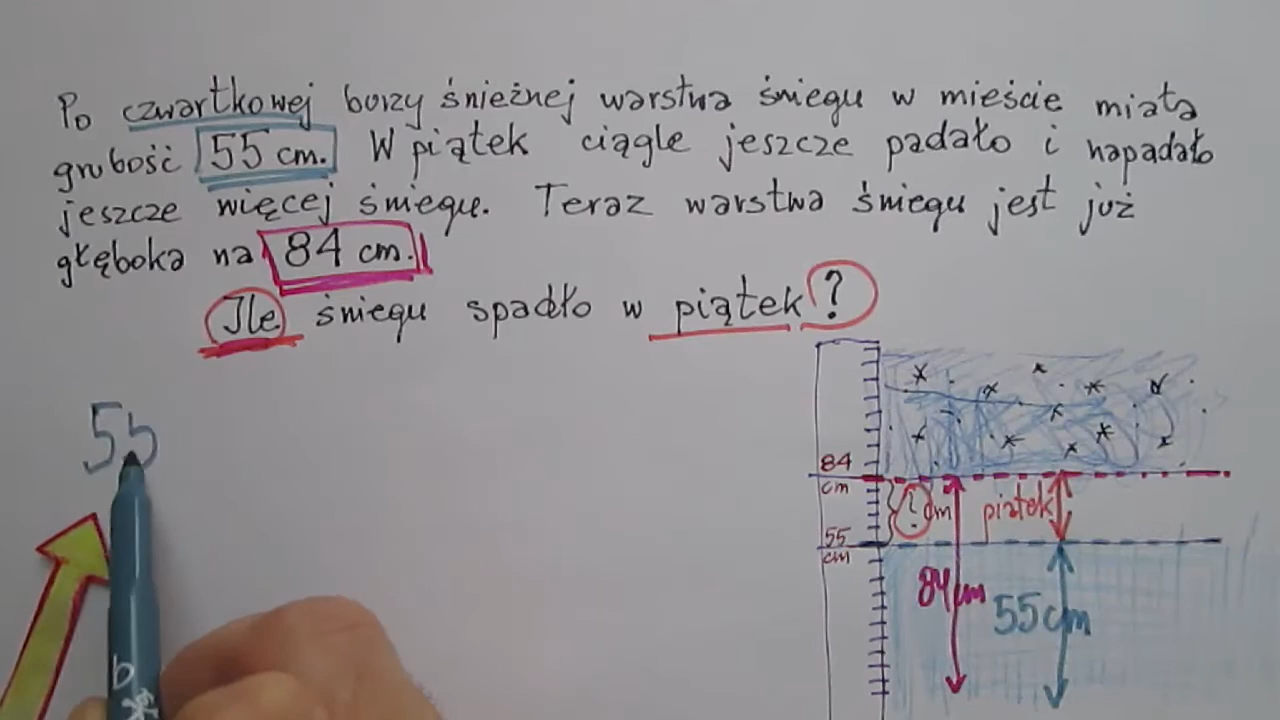 Po czwartkowej burzy śnieżnej warstwa śniegu w mieście miała
grubość 55 cm. W piątek ciągle jeszcze padało i napadało
jeszcze więcej śniegu. Teraz warstwa śniegu jest już
głęboka na 84 cm.
Ile śniegu spadło w piątek?
55
84
cm
? cm
piątek
55
cm
84 cm
55 cm